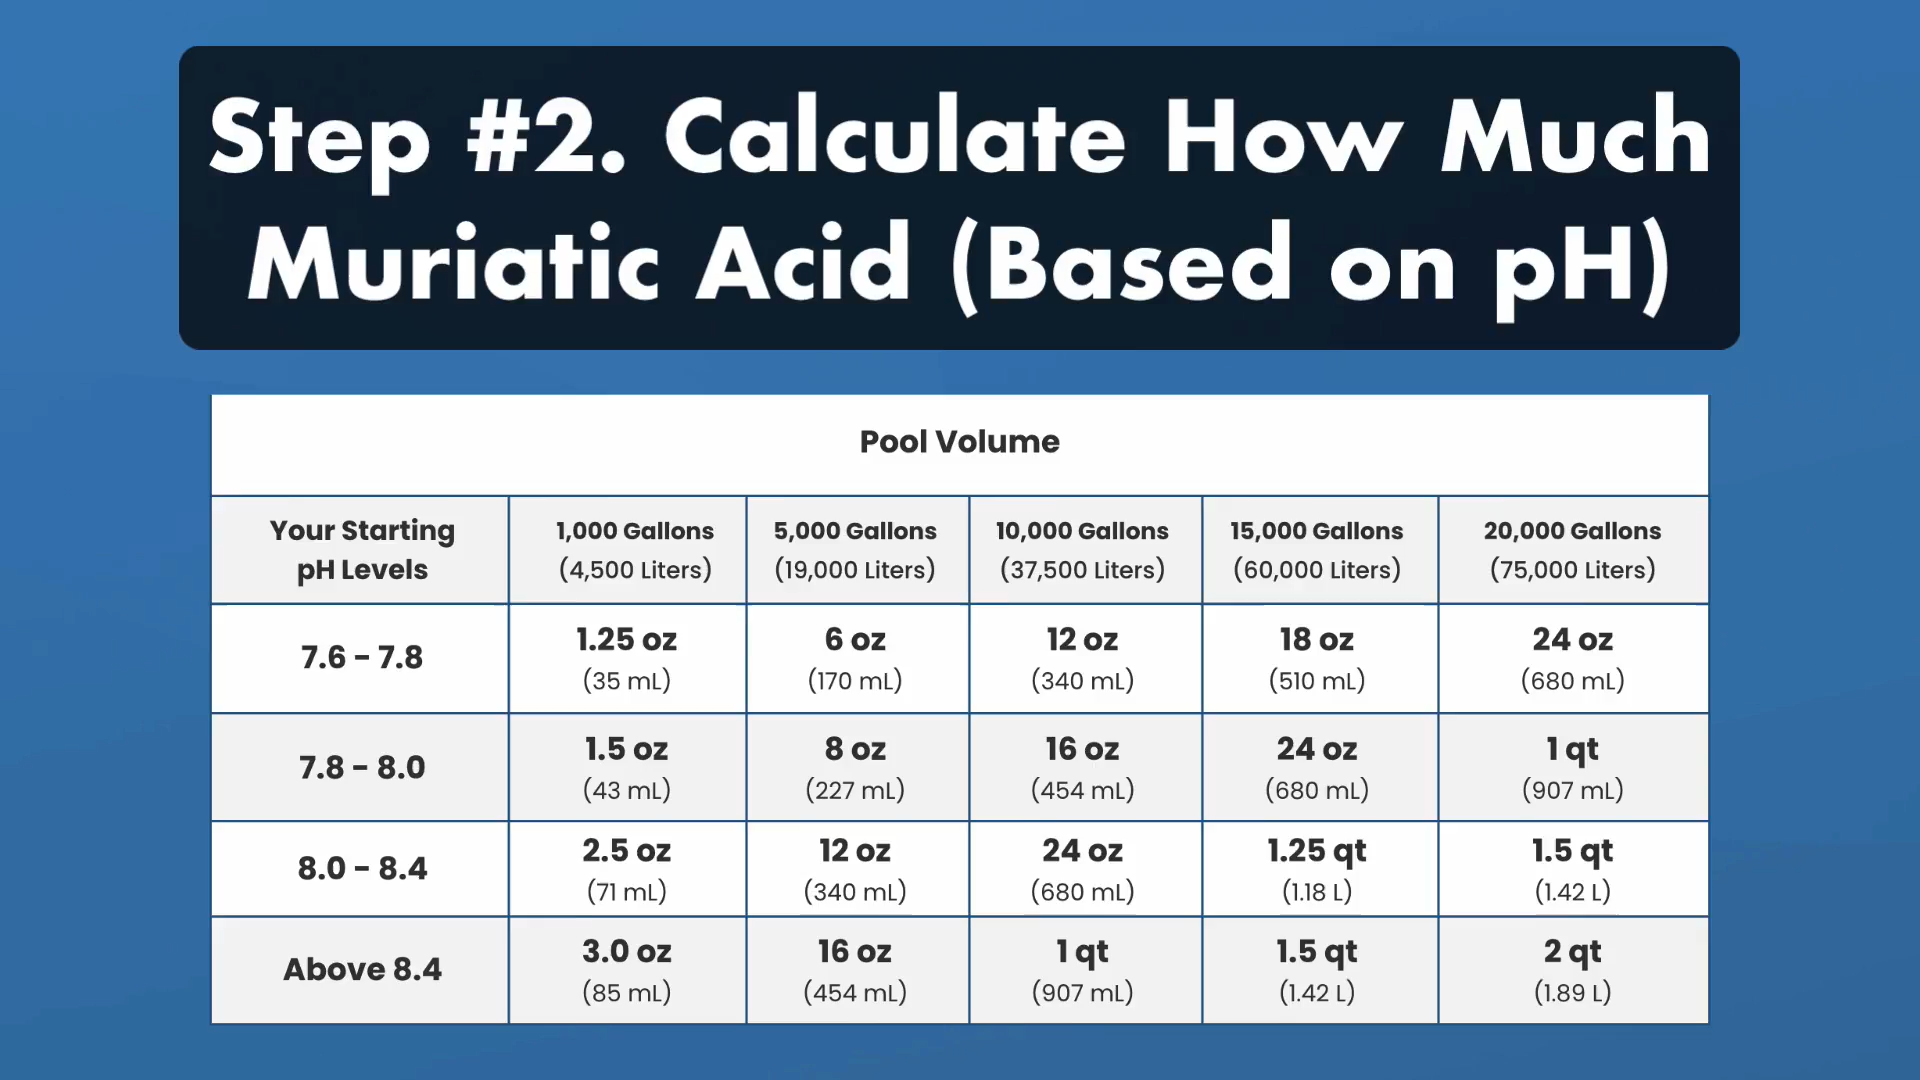 Step #2. Calculate How Much
Muriatic Acid (Based on pH)
Pool Volume
Your Starting
pH Levels
1,000 Gallons
(4,500 Liters)
5,000 Gallons
(19,000 Liters)
10,000 Gallons
(37,500 Liters)
15,000 Gallons
(60,000 Liters)
20,000 Gallons
(75,000 Liters)
7.6 - 7.8
1.25 oz
(35 mL)
6 oz
(170 mL)
12 oz
(340 mL)
18 oz
(510 mL)
24 oz
(680 mL)
7.8 - 8.0
1.5 oz
(43 mL)
8 oz
(227 mL)
16 oz
(454 mL)
24 oz
(680 mL)
1 qt
(907 mL)
8.0 - 8.4
2.5 oz
(71 mL)
12 oz
(340 mL)
24 oz
(680 mL)
1.25 qt
(1.18 L)
1.5 qt
(1.42 L)
Above 8.4
3.0 oz
(85 mL)
16 oz
(454 mL)
1 qt
(907 mL)
1.5 qt
(1.42 L)
2 qt
(1.89 L)